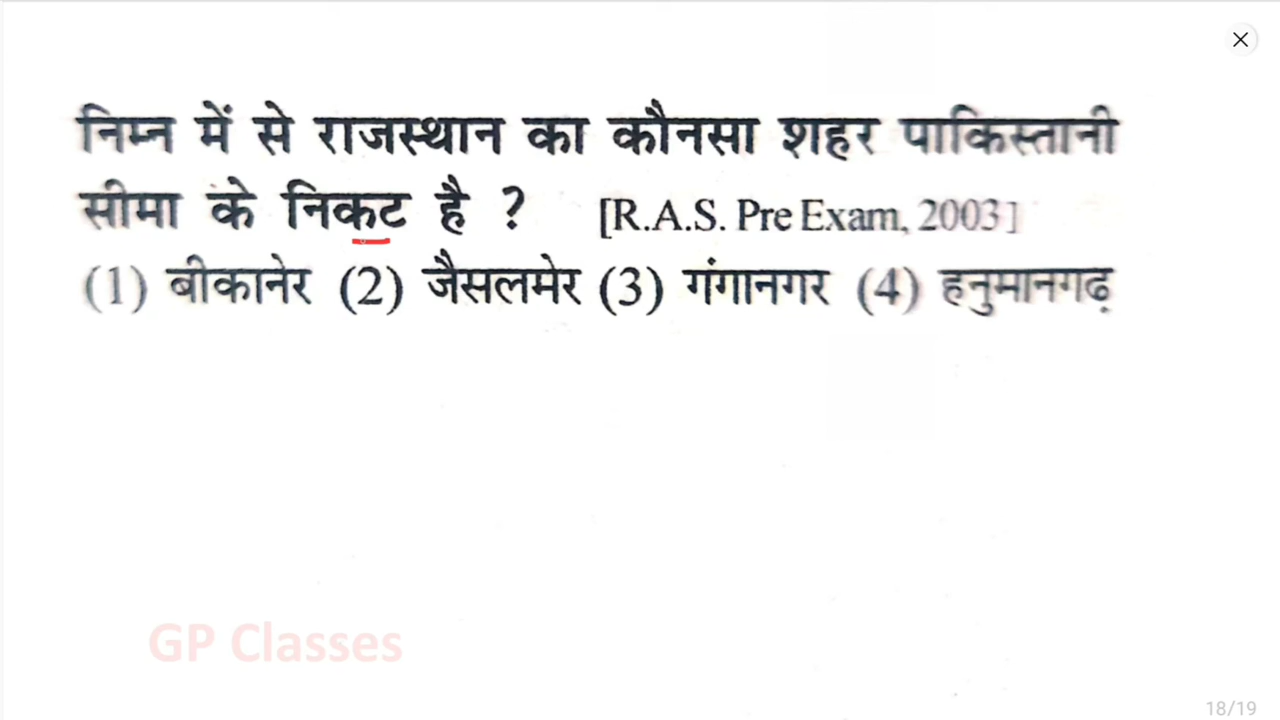 निम्न में से राजस्थान का कौनसा शहर पाकिस्तानी
सीमा के निकट है ? [R.A.S. Pre Exam, 2003]
(1) बीकानेर (2) जैसलमेर (3) गंगानगर (4) हनुमानगढ़
GP Classes
18/19